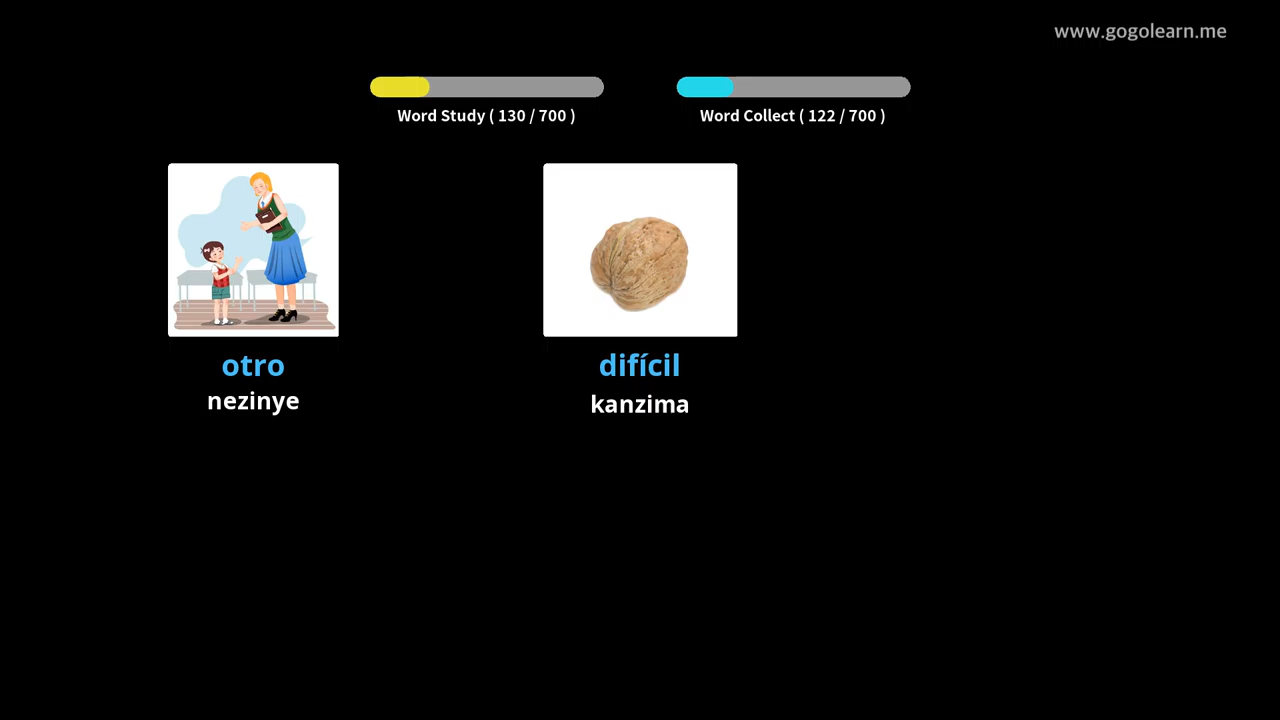 www.gogolearn.me
Word Study ( 130 / 700 )
Word Collect ( 122 / 700 )
otro
nezinye
difícil
kanzima